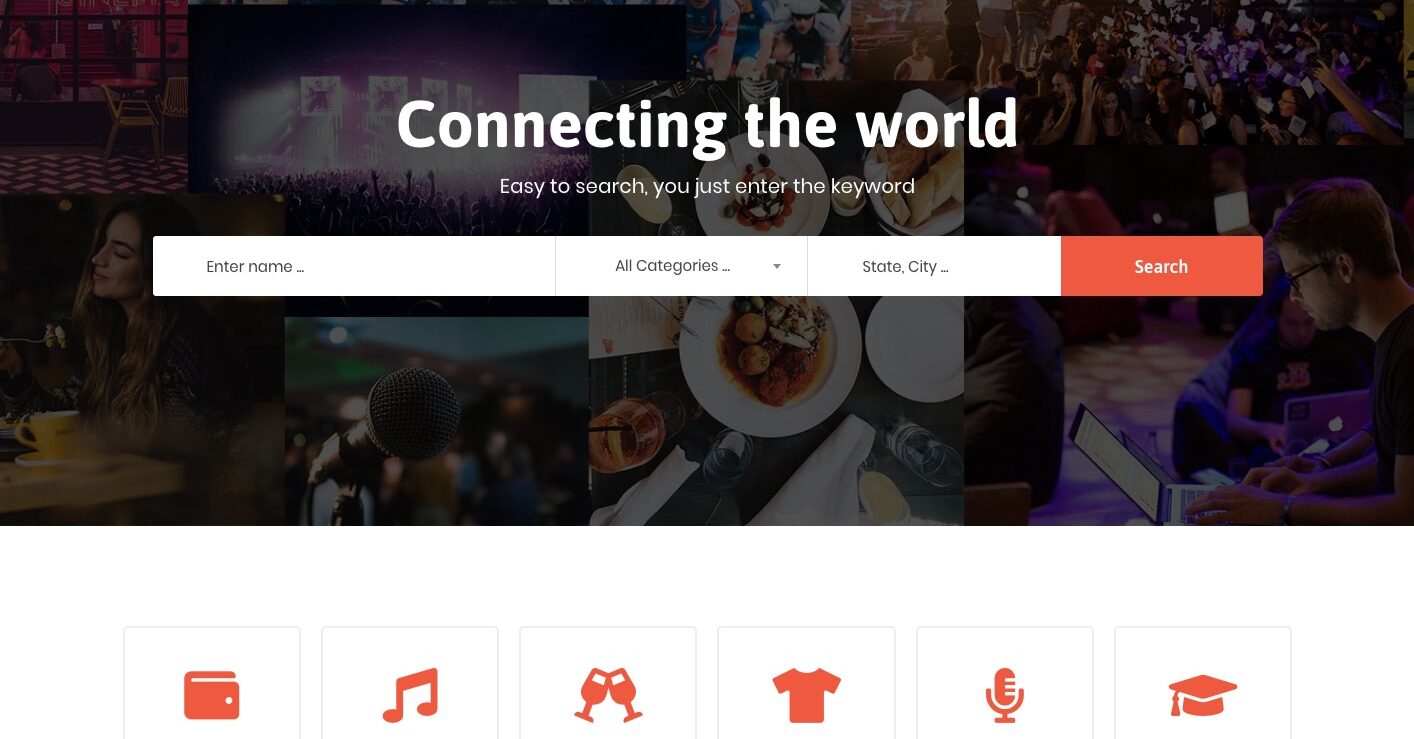 Connecting the world
Easy to search, you just enter the keyword
Enter name ...
All Categories ...
State, City ...
Search